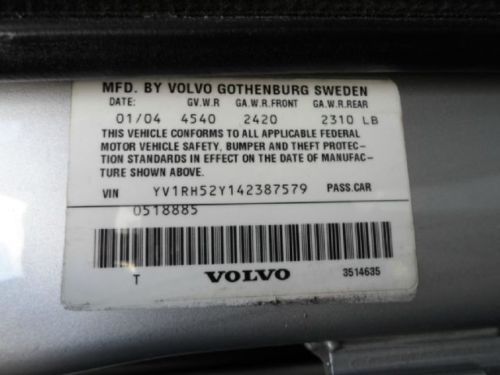 MFD. BY VOLVO GOTHENBURG SWEDEN
DATE: GV.W.R GA.W.R.FRONT GA.W.R.REAR
01/04 4540 2420 2310 LB
THIS VEHICLE CONFORMS TO ALL APPLICABLE FEDERAL
MOTOR VEHICLE SAFETY, BUMPER AND THEFT PROTEC-
TION STANDARDS IN EFFECT ON THE DATE OF MANUFAC-
TURE SHOWN ABOVE.
VIN YV1RH52Y142387579 PASS.CAR
0518885
T VOLVO 3514635